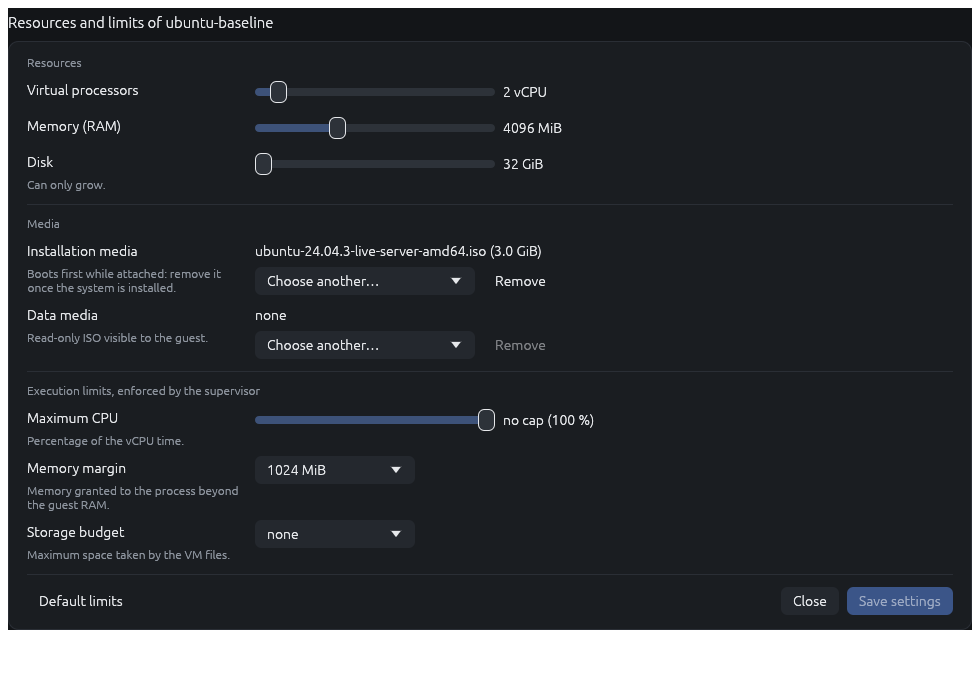 Resources and limits of ubuntu-baseline
Resources
Virtual processors
2 vCPU
Memory (RAM)
4096 MiB
Disk
32 GiB
Can only grow.
Media
Installation media
ubuntu-24.04.3-live-server-amd64.iso (3.0 GiB)
Boots first while attached: remove it
once the system is installed.
Choose another...
Remove
Data media
none
Read-only ISO visible to the guest.
Choose another...
Remove
Execution limits, enforced by the supervisor
Maximum CPU
no cap (100 %)
Percentage of the vCPU time.
Memory margin
1024 MiB
Memory granted to the process beyond
the guest RAM.
Storage budget
none
Maximum space taken by the VM files.
Default limits
Close
Save settings